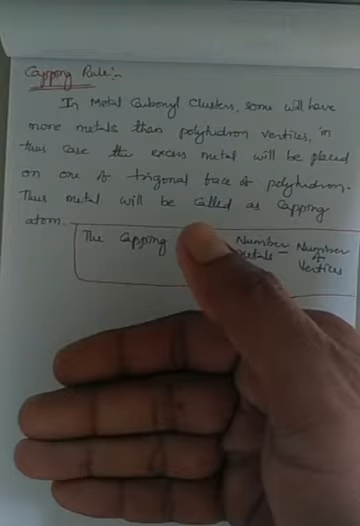 Capping Rule:-
In Metal Carbonyl Clusters, some will have
more metals than polyhydron vertices, in
this case the excess metal will be placed
on one of trigonal face of polyhydron.
This metal will be called as Capping
atom.
The Capping Number Number
metals - of
Vertices